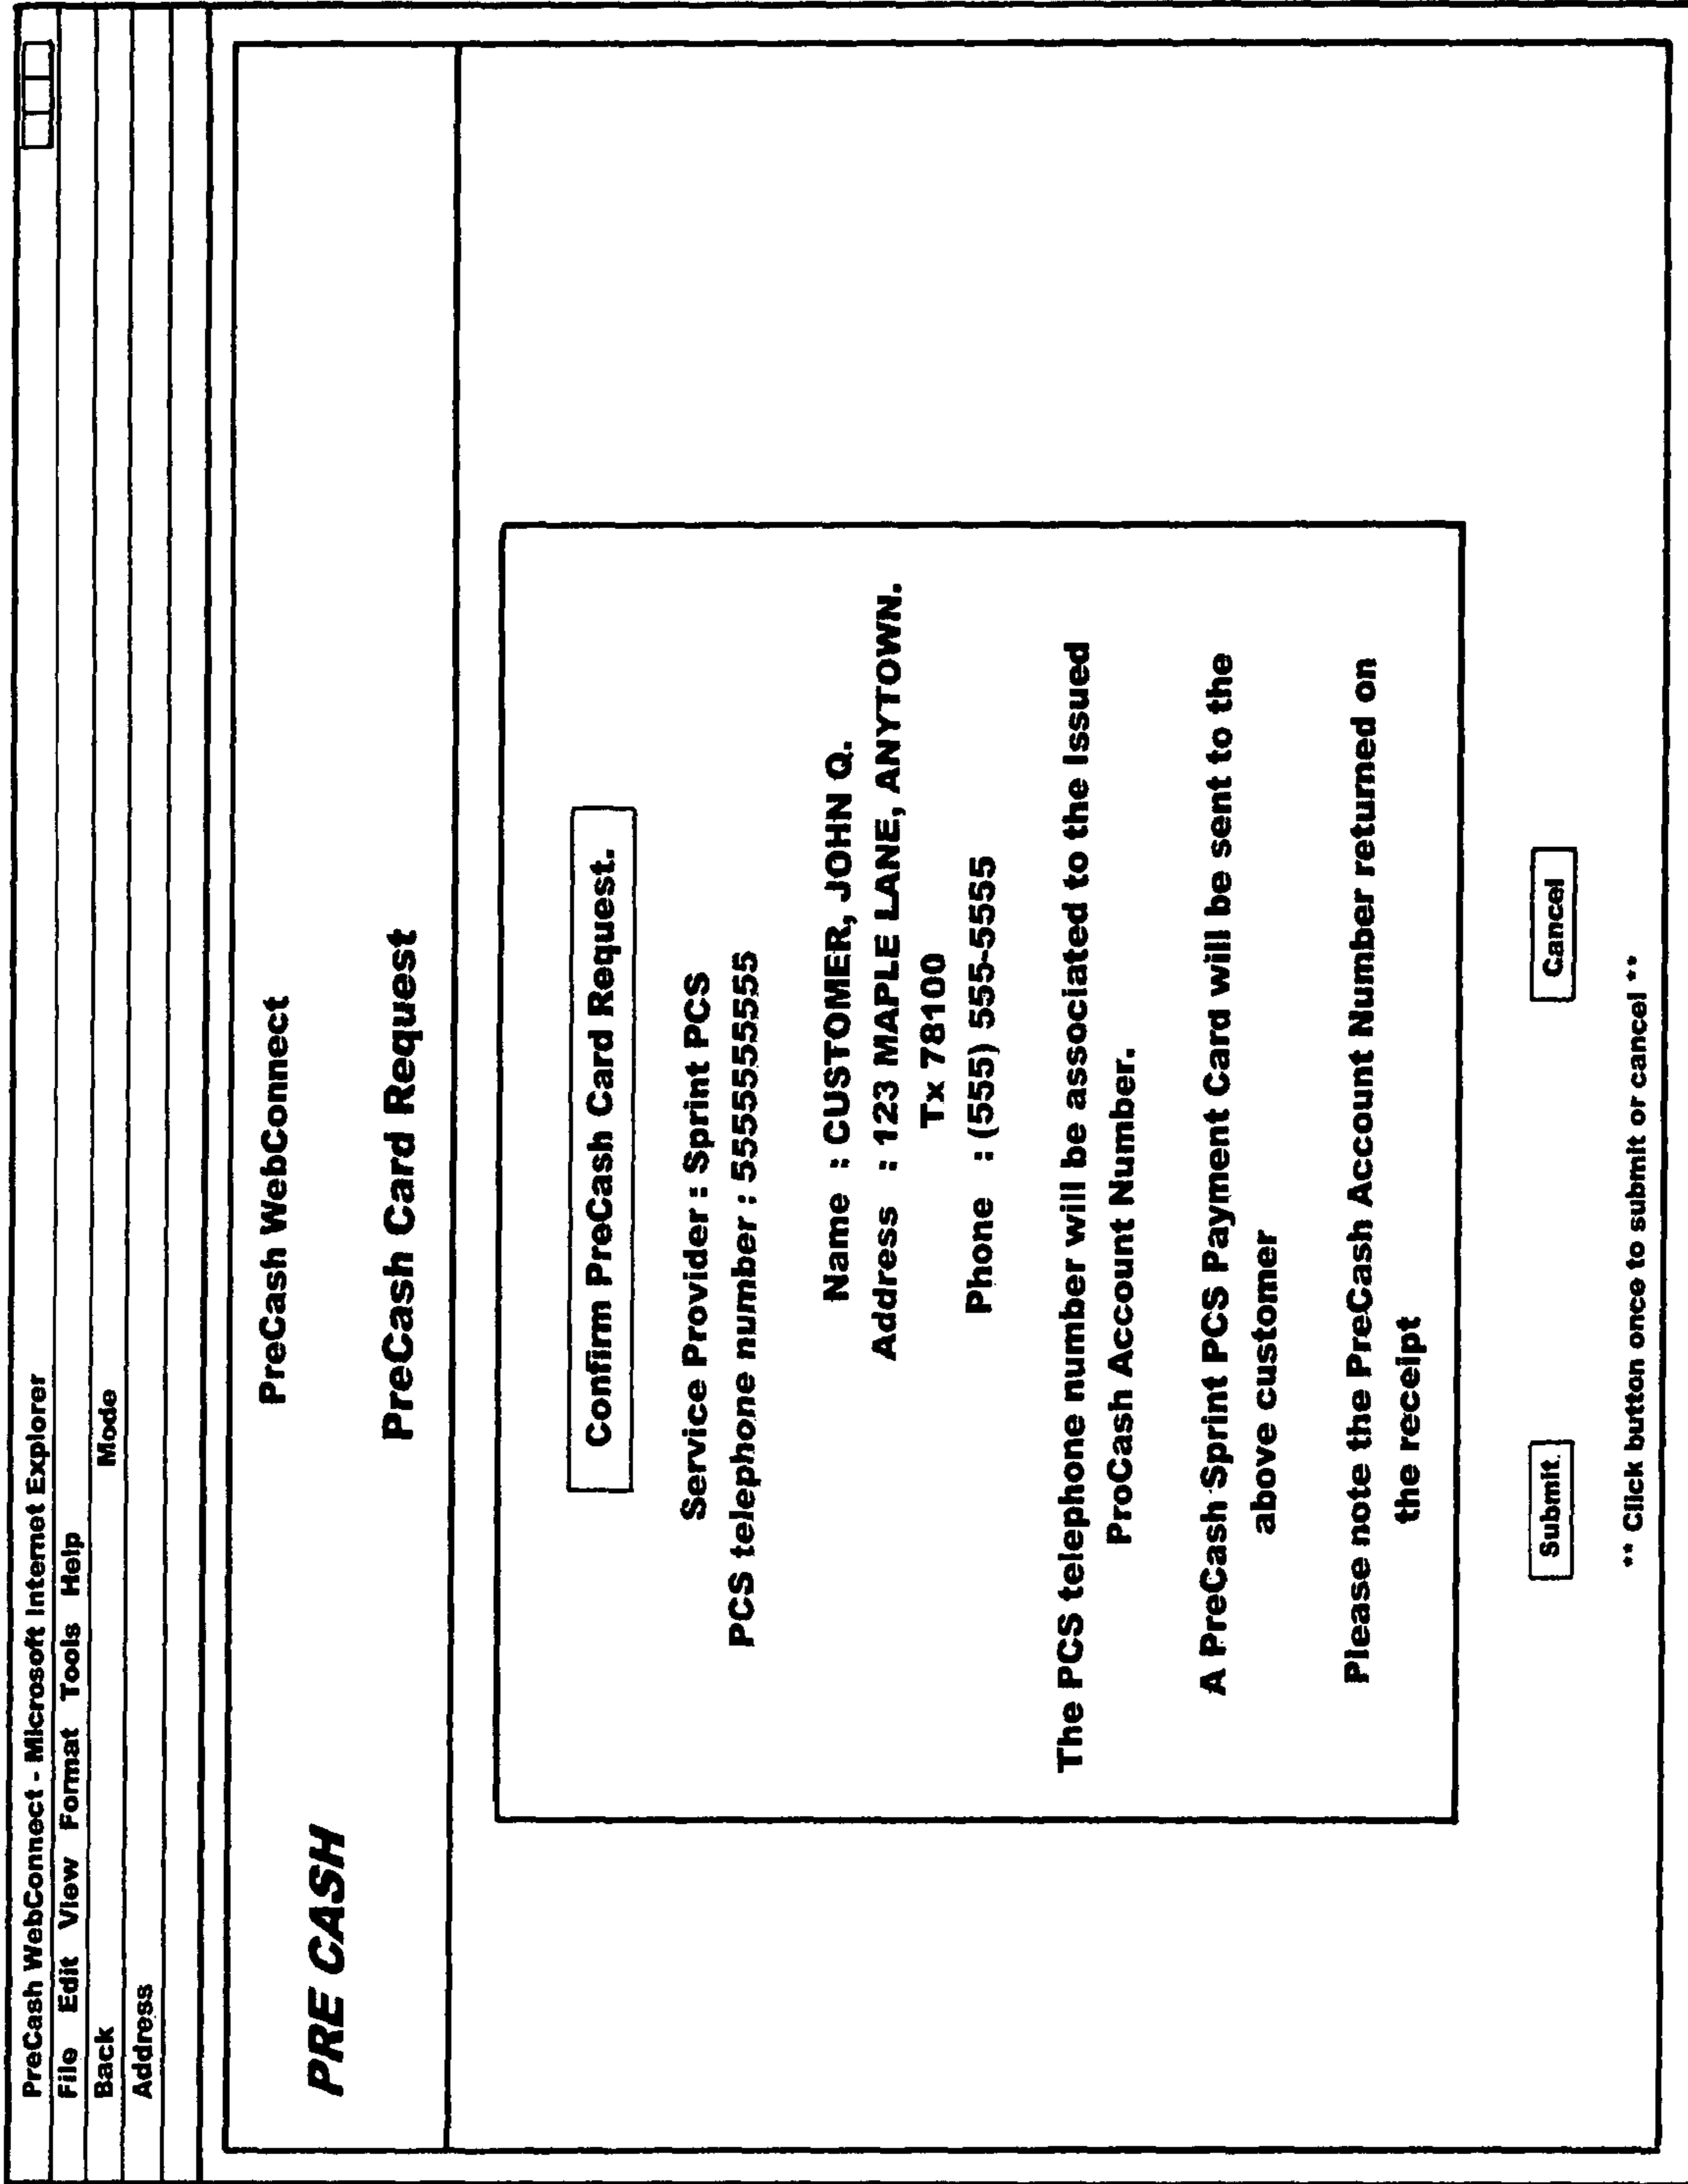 PreCash WebConnect - Microsoft Internet Explorer
File Edit View Format Tools Help
Back Mode
Address
PreCash WebConnect
PRE CASH
PreCash Card Request
Confirm PreCash Card Request.
Service Provider : Sprint PCS
PCS telephone number : 5555555555
Name : CUSTOMER, JOHN Q.
Address : 123 MAPLE LANE, ANYTOWN.
Tx 78100
Phone : (555) 555-5555
The PCS telephone number will be associated to the Issued
ProCash Account Number.
A PreCash Sprint PCS Payment Card will be sent to the
above customer
Please note the PreCash Account Number returned on
the receipt
Submit Cancel
** Click button once to submit or cancel **